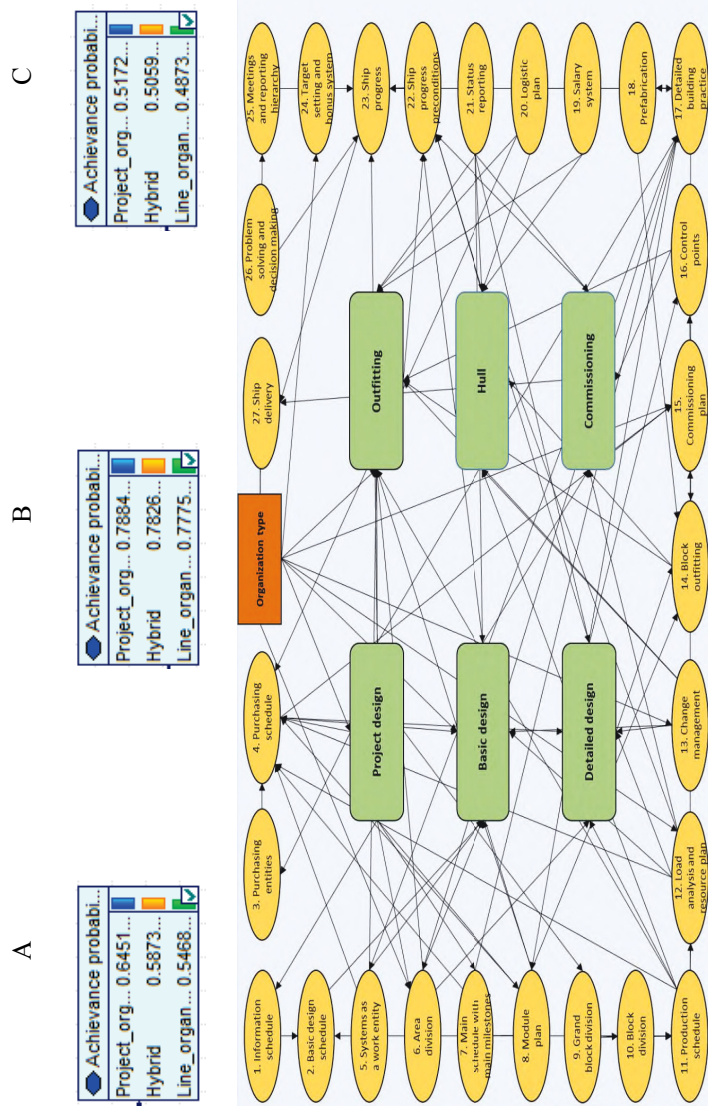 A
B
C
Achievance probabi...
Project_org... 0.6451...
Hybrid 0.5873...
Line_organ ... 0.5468...
Achievance probabi...
Project_org... 0.7884...
Hybrid 0.7826...
Line_organ ... 0.7775...
Achievance probabi...
Project_org... 0.5172...
Hybrid 0.5059...
Line_organ... 0.4873...
3. Purchasing
entities
4. Purchasing
schedule
Organization type
27. Ship
delivery
26. Problem
solving and
decision making
25. Meetings
and reporting
hierarchy
1. Information
schedule
2. Basic design
schedule
5. Systems as
a work entity
6. Area
division
7. Main
schedule with
main milestones
8. Module
plan
9. Grand
block division
10. Block
division
11. Production
schedule
Project design
Basic design
Detailed design
Outfitting
Hull
Commissioning
24. Target
setting and
bonus system
23. Ship
progress
22. Ship
progress
preconditions
21. Status
reporting
20. Logistic
plan
19. Salary
system
18.
Prefabrication
17. Detailed
building
practice
12. Load
analysis and
resource plan
13. Change
management
14. Block
outfitting
15.
Commissioning
plan
16. Control
points